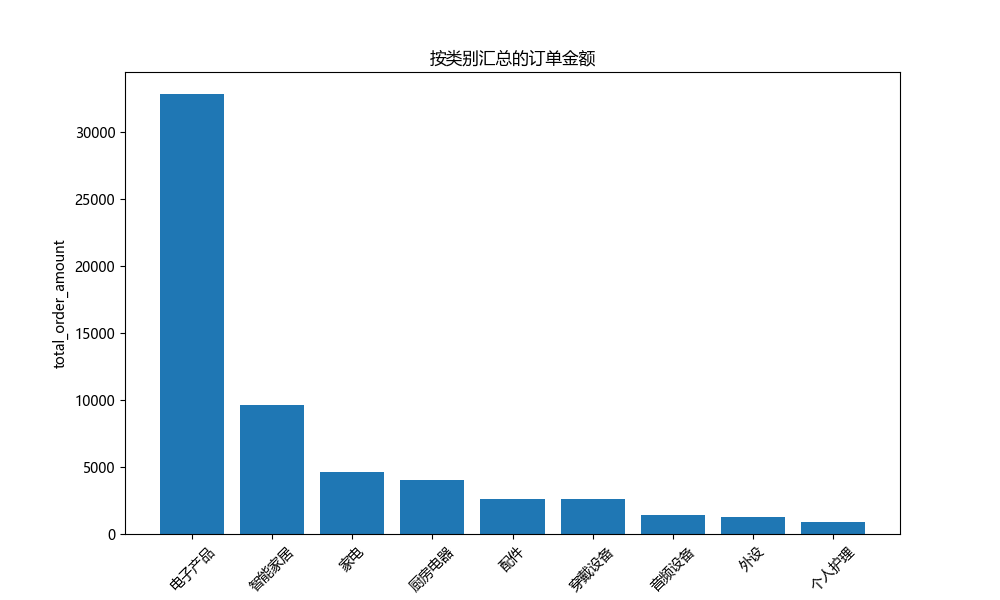 按类别汇总的订单金额
total_order_amount
30000
25000
20000
15000
10000
5000
0
电子产品
智能家居
家电
厨房电器
配件
穿戴设备
音频设备
外设
个人护理